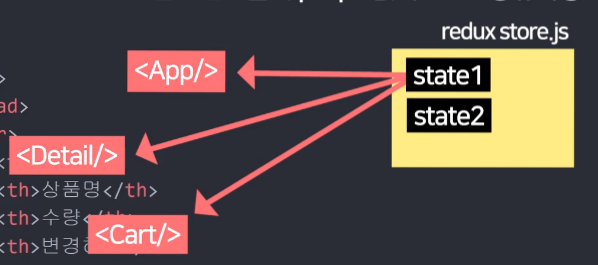 redux store.js
<App/>
state1
ad>
state2
<Detail/>
<th>상품명</th>
<th>수량</th>
<Cart/>
<th>변경